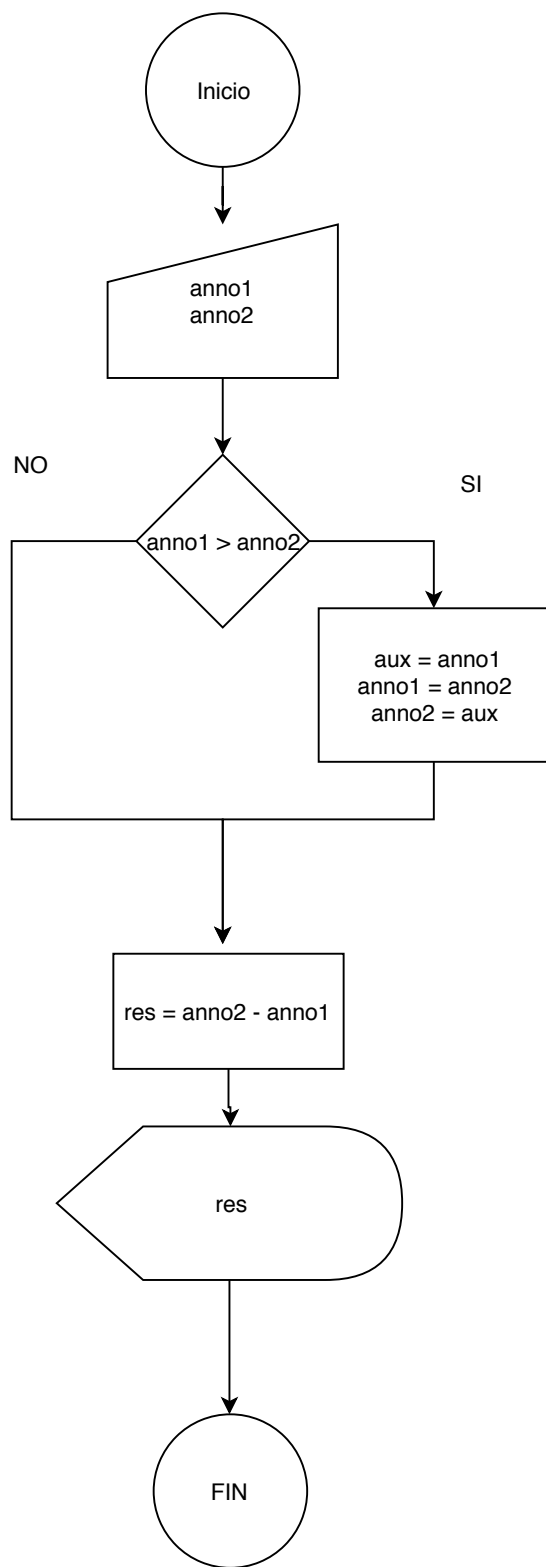 Inicio
anno1
anno2
NO
SI
anno1 > anno2
aux = anno1
anno1 = anno2
anno2 = aux
res = anno2 - anno1
res
FIN